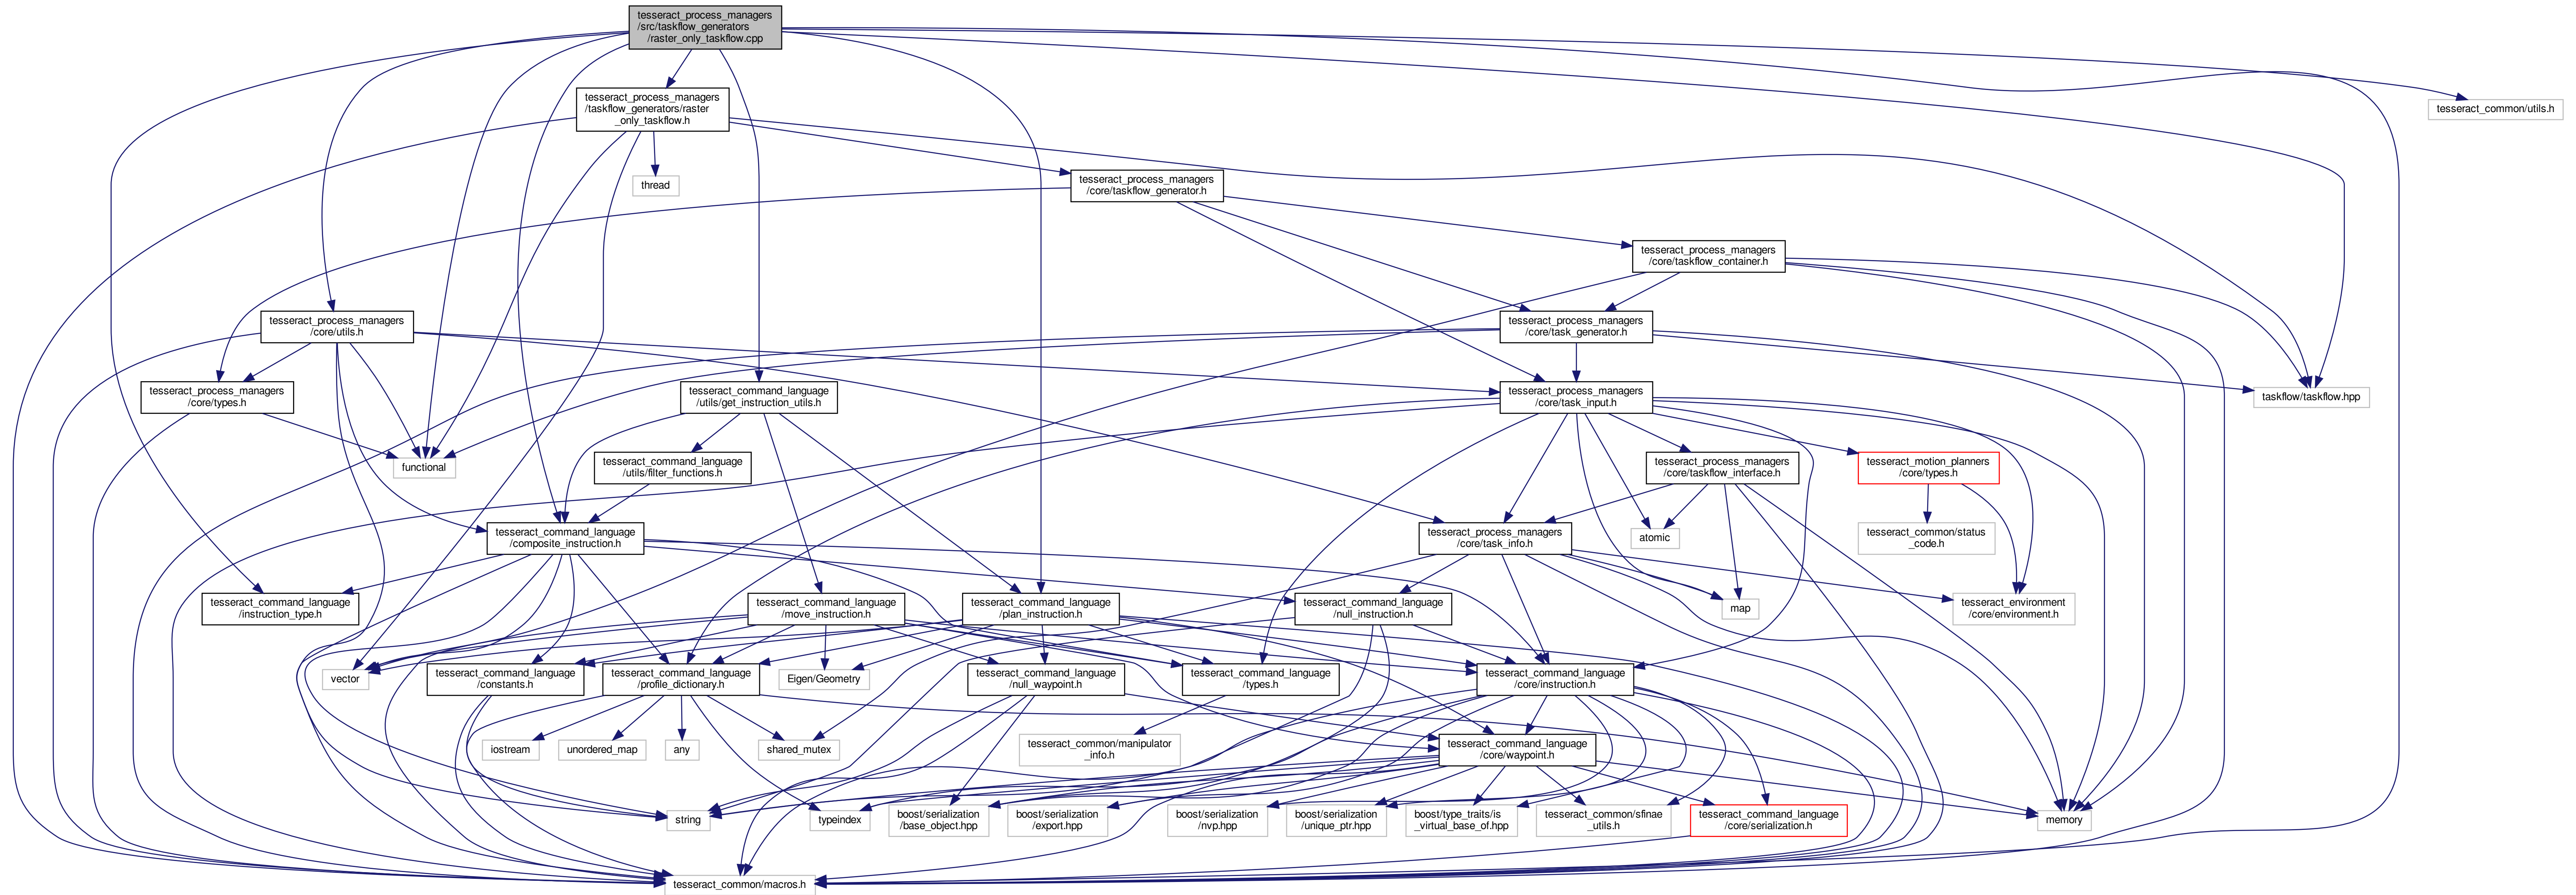 tesseract_process_managers
/src/taskflow_generators
/raster_only_taskflow.cpp
tesseract_process_managers
/taskflow_generators/raster
_only_taskflow.h
tesseract_common/utils.h
thread
tesseract_process_managers
/core/taskflow_generator.h
tesseract_process_managers
/core/taskflow_container.h
tesseract_process_managers
/core/utils.h
tesseract_process_managers
/core/task_generator.h
tesseract_process_managers
/core/types.h
tesseract_command_language
/utils/get_instruction_utils.h
tesseract_process_managers
/core/task_input.h
taskflow/taskflow.hpp
functional
tesseract_command_language
/utils/filter_functions.h
tesseract_process_managers
/core/taskflow_interface.h
tesseract_motion_planners
/core/types.h
tesseract_command_language
/composite_instruction.h
tesseract_process_managers
/core/task_info.h
atomic
tesseract_common/status
_code.h
tesseract_command_language
/instruction_type.h
tesseract_command_language
/move_instruction.h
tesseract_command_language
/plan_instruction.h
tesseract_command_language
/null_instruction.h
map
tesseract_environment
/core/environment.h
vector
tesseract_command_language
/constants.h
tesseract_command_language
/profile_dictionary.h
Eigen/Geometry
tesseract_command_language
/null_waypoint.h
tesseract_command_language
/types.h
tesseract_command_language
/core/instruction.h
iostream
unordered_map
any
shared_mutex
tesseract_common/manipulator
_info.h
tesseract_command_language
/core/waypoint.h
string
typeindex
boost/serialization
/base_object.hpp
boost/serialization
/export.hpp
boost/serialization
/nvp.hpp
boost/serialization
/unique_ptr.hpp
boost/type_traits/is
_virtual_base_of.hpp
tesseract_common/sfinae
_utils.h
tesseract_command_language
/core/serialization.h
memory
tesseract_common/macros.h